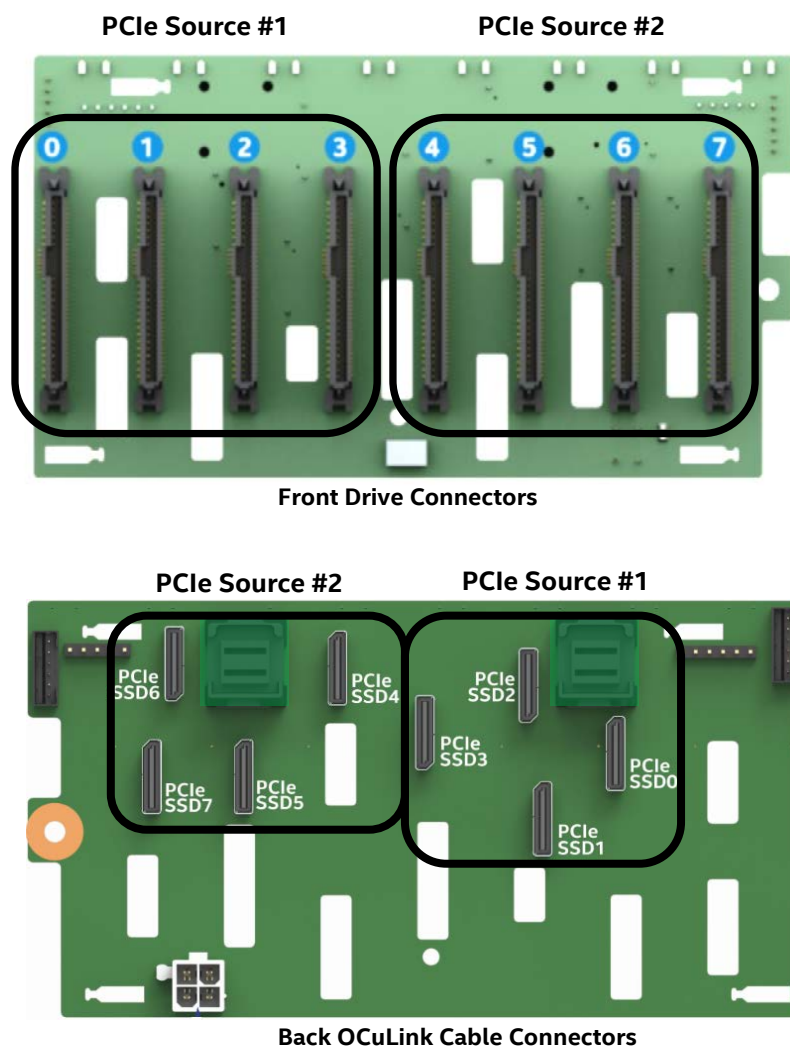 PCIe Source #1 PCIe Source #2
0 1 2 3 4 5 6 7
Front Drive Connectors
PCIe Source #2 PCIe Source #1
PCIe
SSD6
PCIe
SSD4
PCIe
SSD2
PCIe
SSD3
PCIe
SSD0
PCIe
SSD7
PCIe
SSD5
PCIe
SSD1
Back OCuLink Cable Connectors